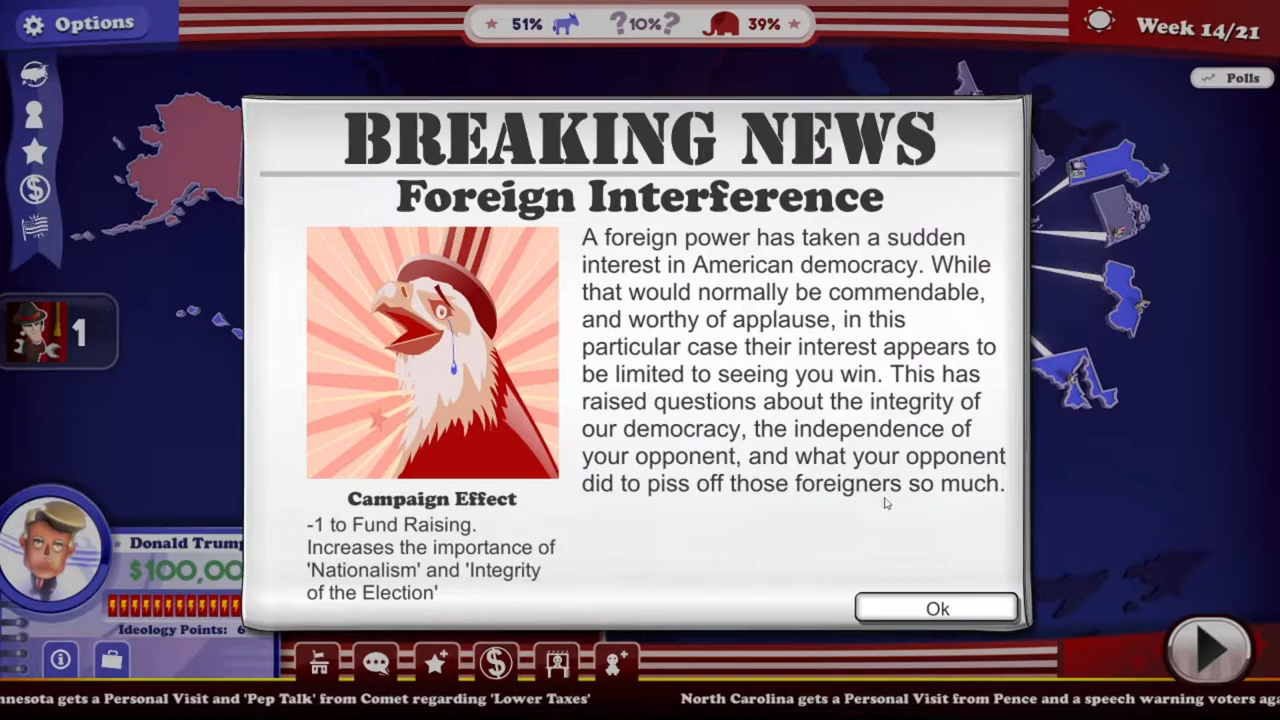 Options
51%
?10%?
39%
Week 14/21
Polls
BREAKING NEWS
Foreign Interference
A foreign power has taken a sudden
interest in American democracy. While
that would normally be commendable,
and worthy of applause, in this
particular case their interest appears to
be limited to seeing you win. This has
raised questions about the integrity of
our democracy, the independence of
your opponent, and what your opponent
did to piss off those foreigners so much.
Campaign Effect
-1 to Fund Raising.
Increases the importance of
'Nationalism' and 'Integrity
of the Election'
Ok
1
Donald Trump
$100,00
Ideology Points: 6
nnesota gets a Personal Visit and 'Pep Talk' from Comet regarding 'Lower Taxes'
North Carolina gets a Personal Visit from Pence and a speech warning voters aga